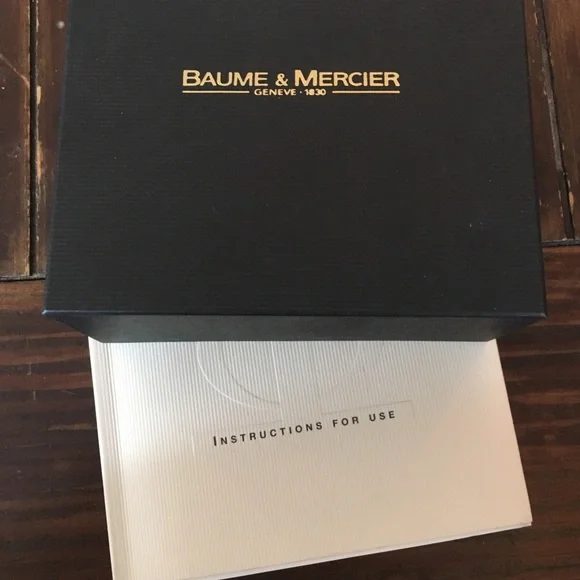 BAUME & MERCIER
GENEVE · 1830
INSTRUCTIONS FOR USE